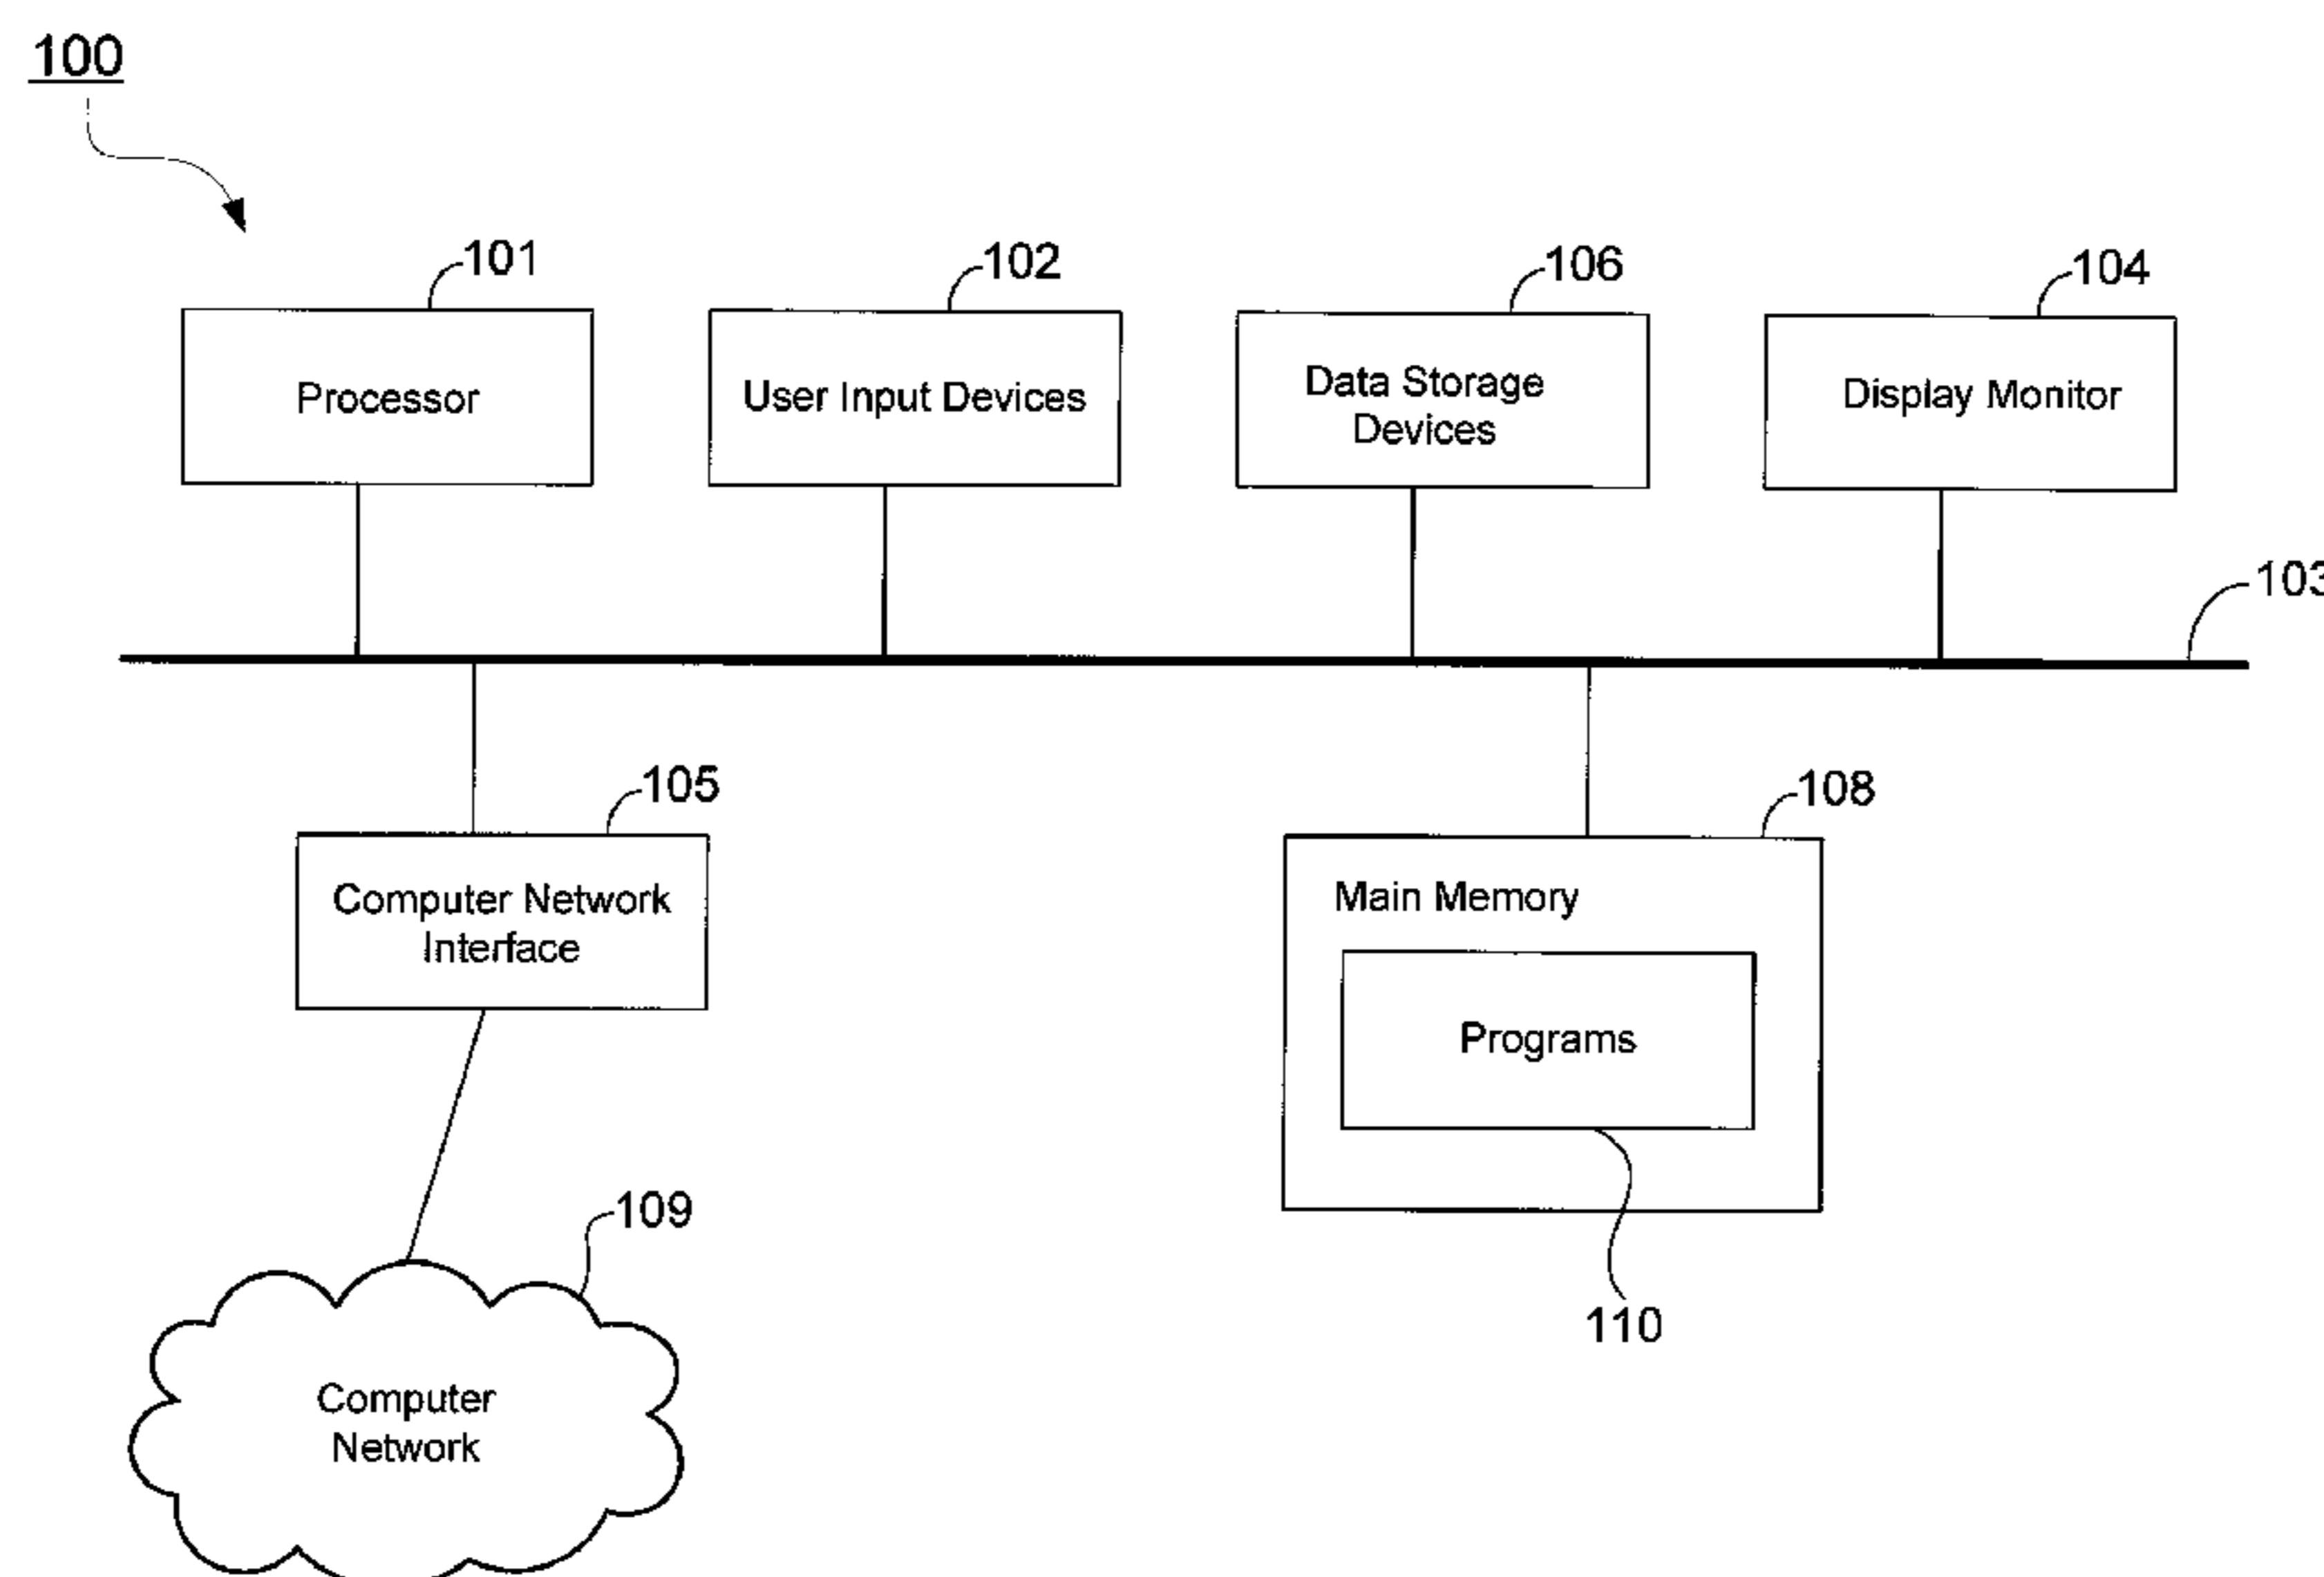 100
101
102
106
104
Processor
User Input Devices
Data Storage
Devices
Display Monitor
103
105
108
Computer Network
Interface
Main Memory
Programs
109
110
Computer
Network